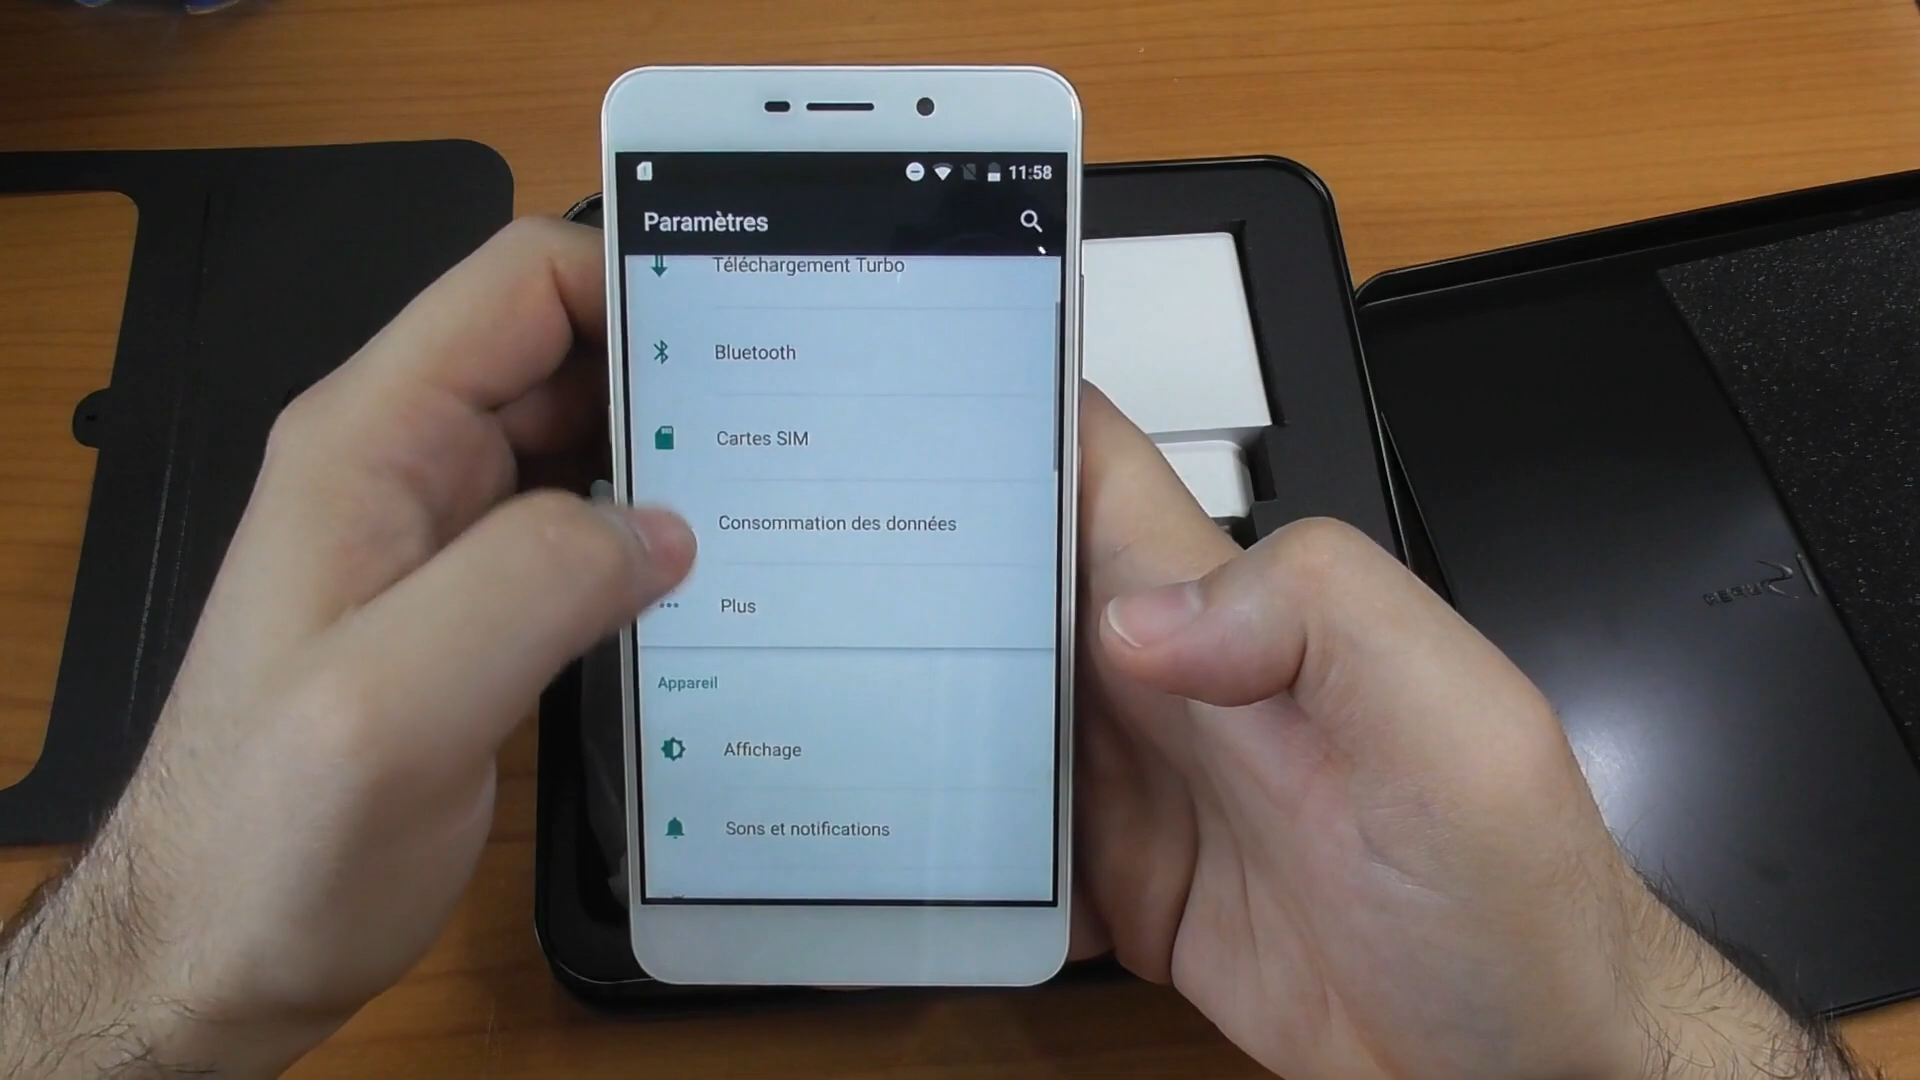 11:58
Paramètres
Téléchargement Turbo
Bluetooth
Cartes SIM
Consommation des données
Plus
Appareil
Affichage
Sons et notifications